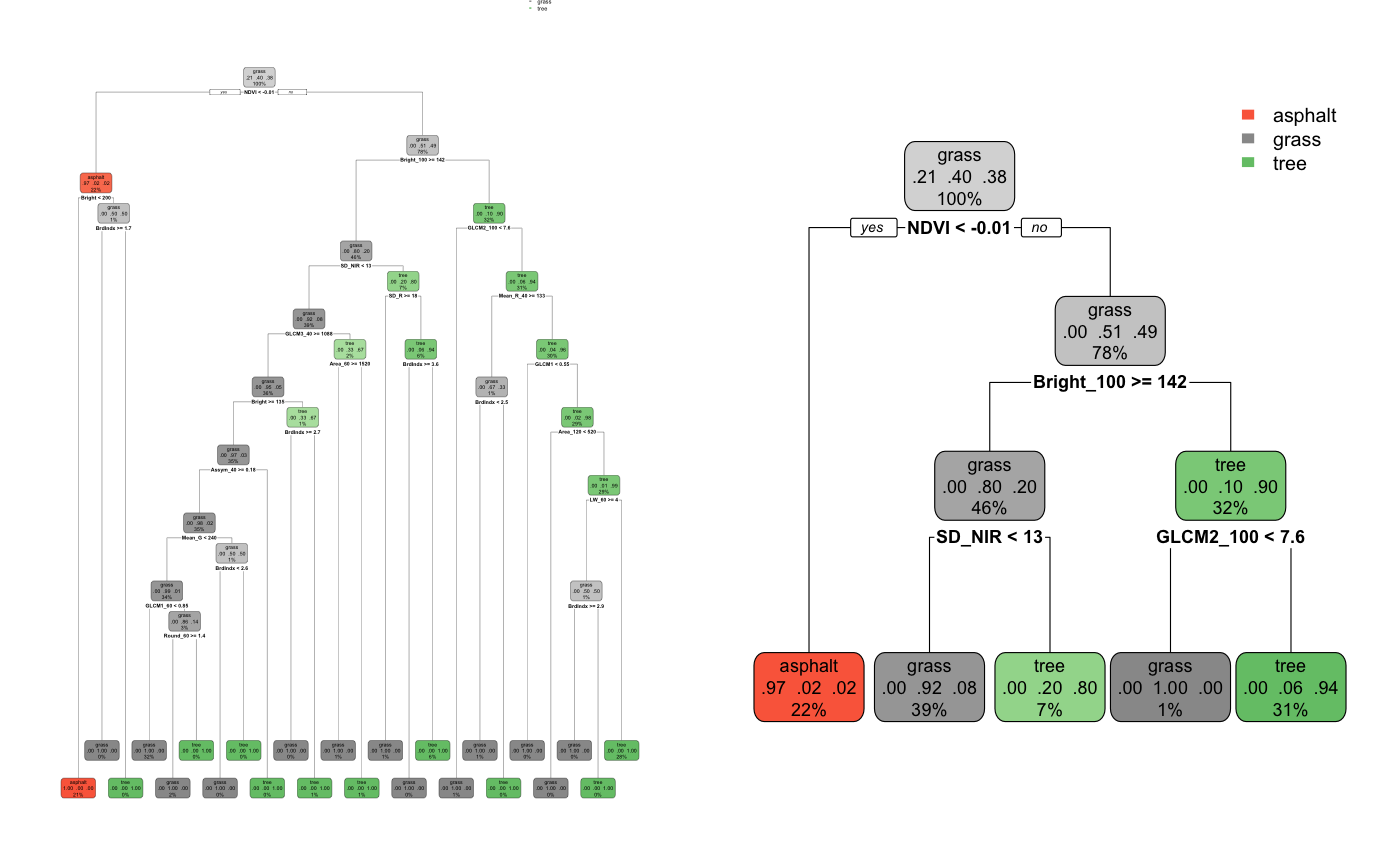 grass
tree
grass
.21 .40 .38
100%
yes
NDVI < -0.01
no
grass
.00 .51 .49
78%
Bright_100 >= 142
asphalt
.97 .02 .02
22%
Bright < 200
grass
.00 .50 .50
1%
BrdIndx >= 1.7
tree
.00 .10 .90
32%
GLCM2_100 < 7.6
grass
.00 .80 .20
46%
SD_NIR < 13
tree
.00 .20 .80
7%
SD_R >= 18
tree
.00 .06 .94
31%
Mean_R_40 >= 133
grass
.00 .92 .08
39%
GLCM3_40 >= 1088
tree
.00 .33 .67
2%
Area_60 >= 1520
tree
.00 .06 .94
6%
BrdIndx >= 3.6
tree
.00 .04 .96
30%
GLCM1 < 0.55
grass
.00 .95 .05
36%
Bright >= 135
tree
.00 .33 .67
1%
BrdIndx >= 2.7
grass
.00 .67 .33
1%
BrdIndx < 2.5
tree
.00 .02 .98
29%
Area_120 < 520
grass
.00 .97 .03
35%
Assym_40 >= 0.18
tree
.00 .01 .99
29%
LW_60 >= 4
grass
.00 .98 .02
35%
Mean_G < 240
grass
.00 .50 .50
1%
BrdIndx < 2.6
grass
.00 .99 .01
34%
GLCM1_60 < 0.85
grass
.00 .86 .14
3%
Round_60 >= 1.4
grass
.00 .50 .50
1%
BrdIndx >= 2.9
grass
.00 1.00 .00
0%
grass
.00 1.00 .00
32%
tree
.00 .00 1.00
0%
tree
.00 .00 1.00
0%
grass
.00 1.00 .00
0%
grass
.00 1.00 .00
1%
grass
.00 1.00 .00
1%
tree
.00 .00 1.00
6%
grass
.00 1.00 .00
1%
grass
.00 1.00 .00
0%
grass
.00 1.00 .00
0%
tree
.00 .00 1.00
28%
asphalt
1.00 .00 .00
21%
tree
.00 .00 1.00
0%
grass
.00 1.00 .00
2%
grass
.00 1.00 .00
0%
tree
.00 .00 1.00
0%
tree
.00 .00 1.00
1%
tree
.00 .00 1.00
1%
grass
.00 1.00 .00
0%
grass
.00 1.00 .00
1%
tree
.00 .00 1.00
0%
grass
.00 1.00 .00
0%
tree
.00 .00 1.00
0%
asphalt
grass
tree
grass
.21 .40 .38
100%
yes
NDVI < -0.01
no
grass
.00 .51 .49
78%
Bright_100 >= 142
grass
.00 .80 .20
46%
SD_NIR < 13
tree
.00 .10 .90
32%
GLCM2_100 < 7.6
asphalt
.97 .02 .02
22%
grass
.00 .92 .08
39%
tree
.00 .20 .80
7%
grass
.00 1.00 .00
1%
tree
.00 .06 .94
31%